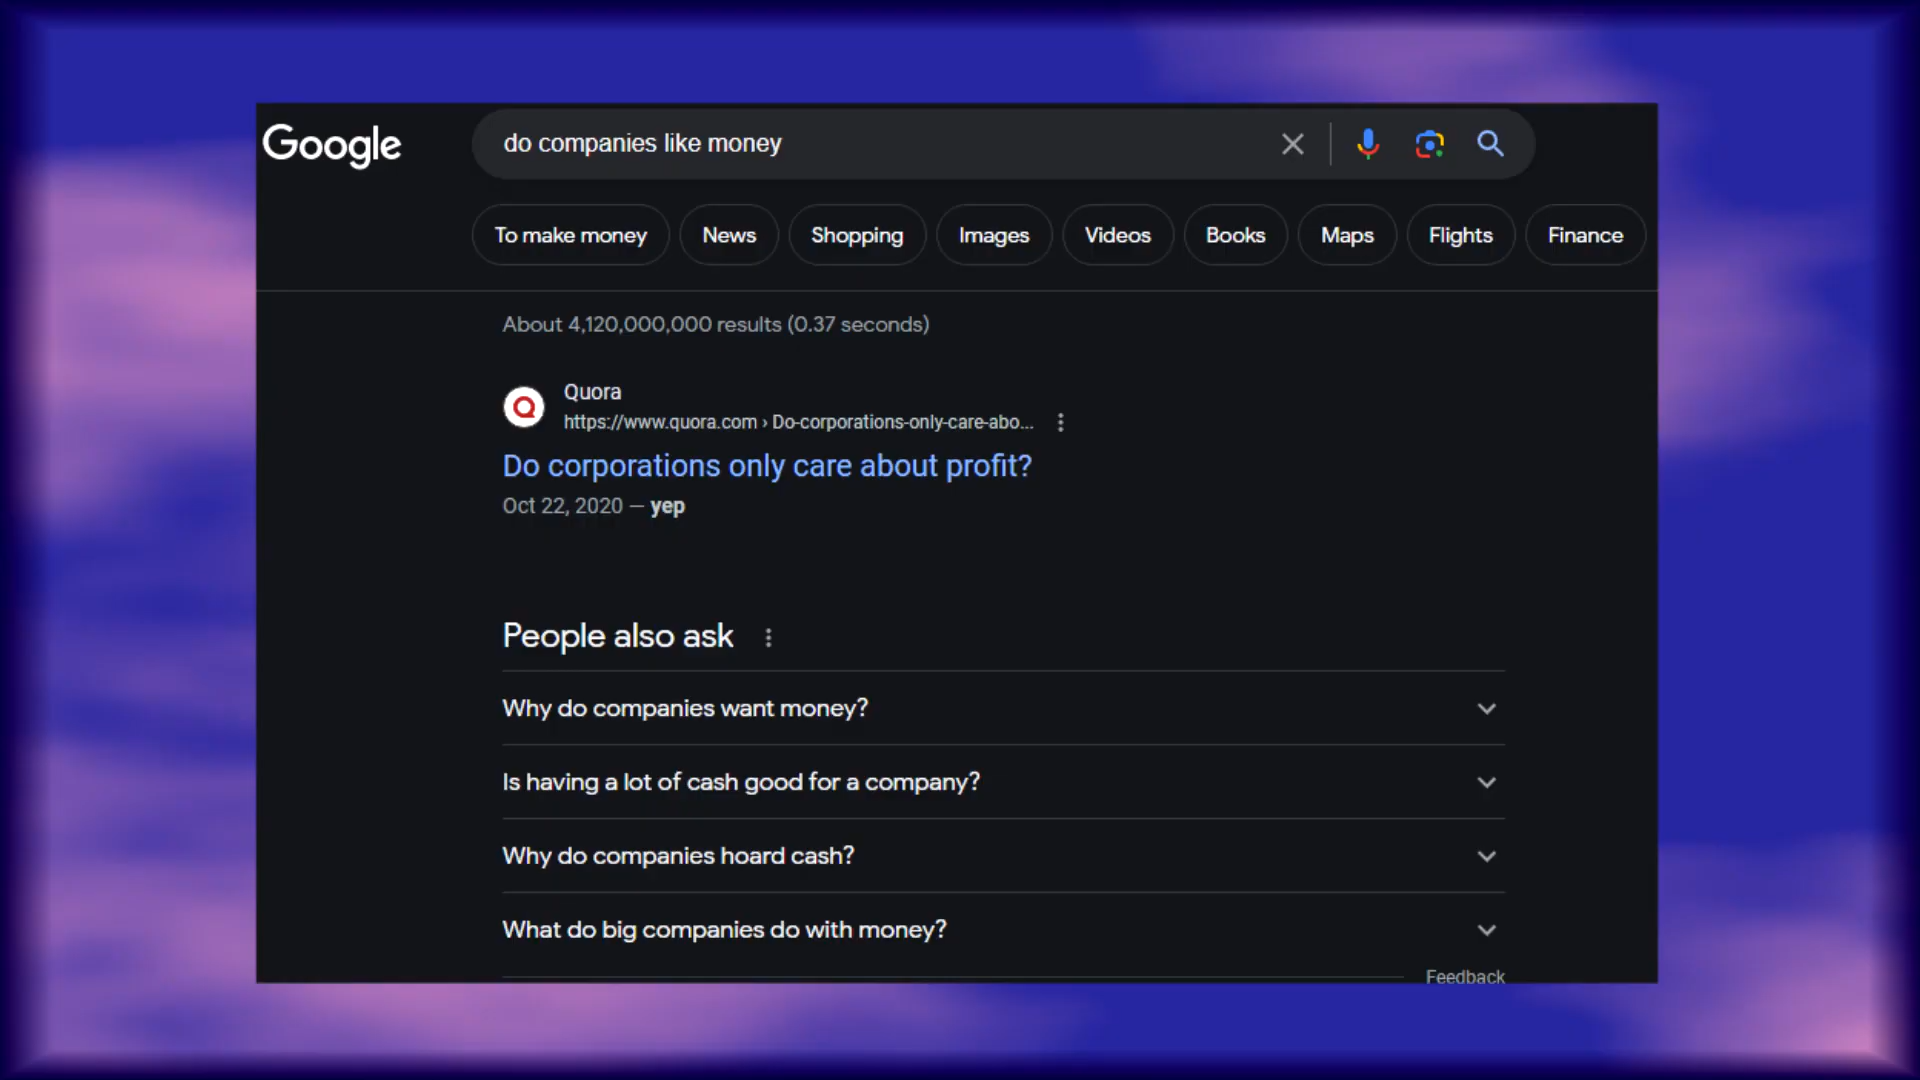 Google
do companies like money
To make money News Shopping Images Videos Books Maps Flights Finance
About 4,120,000,000 results (0.37 seconds)
Quora
https://www.quora.com › Do-corporations-only-care-abo...
Do corporations only care about profit?
Oct 22, 2020 — yep
People also ask
Why do companies want money?
Is having a lot of cash good for a company?
Why do companies hoard cash?
What do big companies do with money?
Feedback